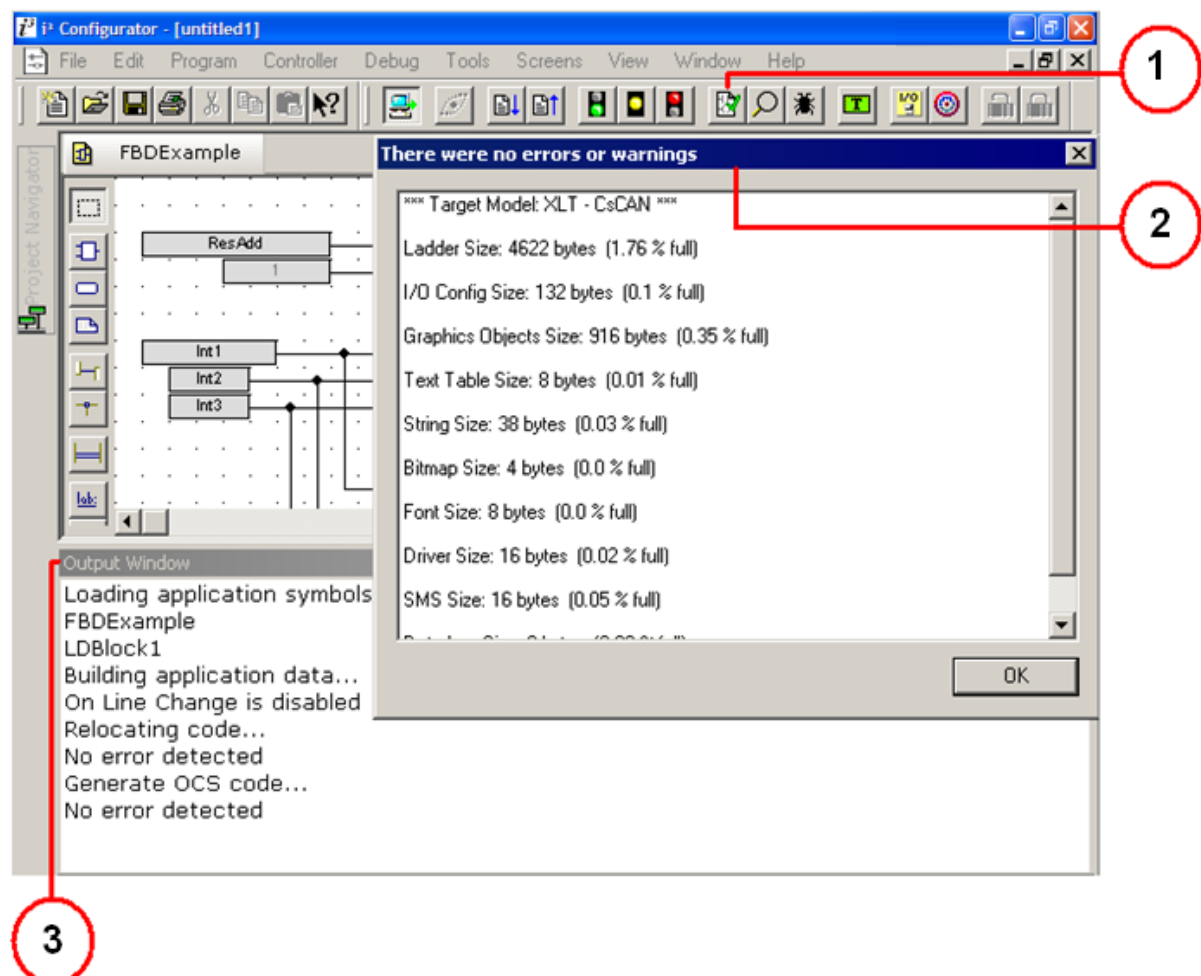 i³ i³ Configurator - [untitled1]
File Edit Program Controller Debug Tools Screens View Window Help
1
T I/O
Project Navigator
FBDExample
There were no errors or warnings
2
*** Target Model: XLT - CsCAN ***
ResAdd
Ladder Size: 4622 bytes (1.76 % full)
1
I/O Config Size: 132 bytes (0.1 % full)
Graphics Objects Size: 916 bytes (0.35 % full)
Int1
Int2
Text Table Size: 8 bytes (0.01 % full)
Int3
String Size: 38 bytes (0.03 % full)
Bitmap Size: 4 bytes (0.0 % full)
lab:
Font Size: 8 bytes (0.0 % full)
Driver Size: 16 bytes (0.02 % full)
SMS Size: 16 bytes (0.05 % full)
OK
Output Window
Loading application symbols
FBDExample
LDBlock1
Building application data...
On Line Change is disabled
Relocating code...
No error detected
Generate OCS code...
No error detected
3